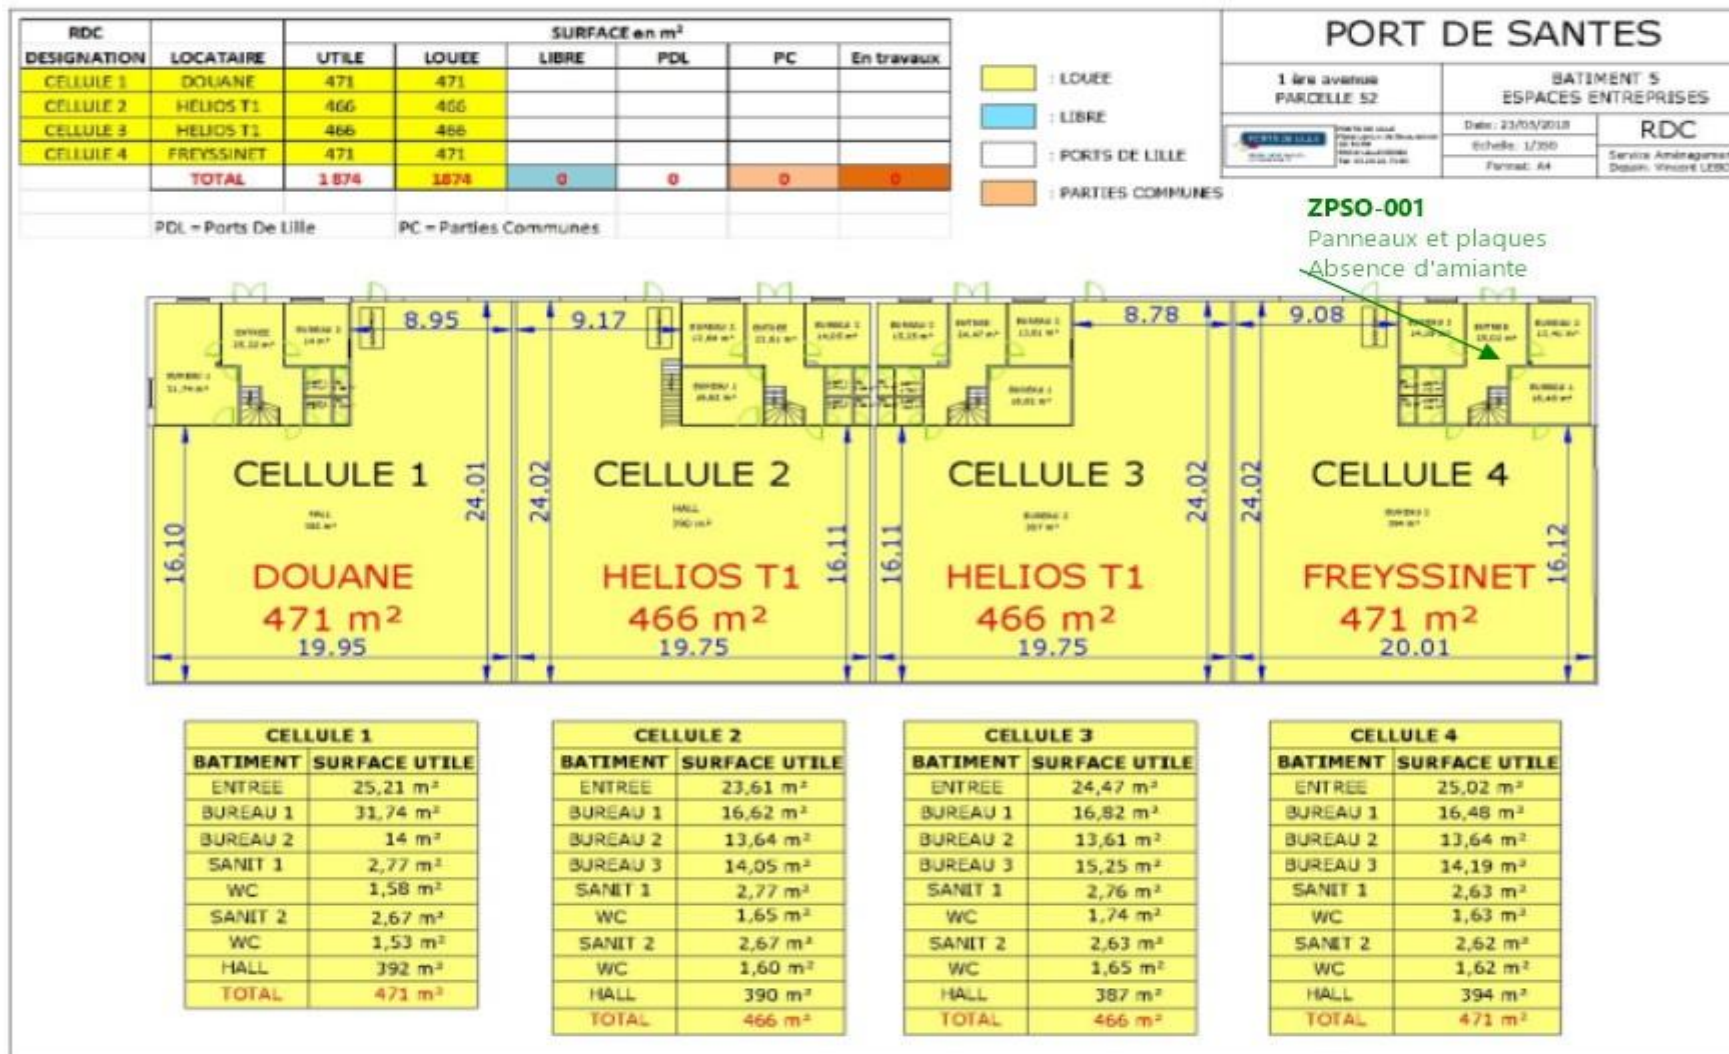 RDC SURFACE en m²
DESIGNATION LOCATAIRE UTILE LOUEE LIBRE PDL PC En travaux
CELLULE 1 DOUANE 471 471
CELLULE 2 HELIOS T1 466 466
CELLULE 3 HELIOS T1 466 466
CELLULE 4 FREYSSINET 471 471
TOTAL 1874 1874 0 0 0 0
PDL = Ports De Lille PC = Parties Communes
: LOUEE
: LIBRE
: PORTS DE LILLE
: PARTIES COMMUNES
PORT DE SANTES
1 ère avenue
PARCELLE 52
BATIMENT 5
ESPACES ENTREPRISES
PORTS DE LILLE
Date: 23/05/2018
Echelle: 1/350
Format: A4
RDC
Service Aménagement
ZPSO-001
Panneaux et plaques
Absence d'amiante
8.95 9.17 8.78 9.08
CELLULE 1 CELLULE 2 CELLULE 3 CELLULE 4
16.10 24.01 24.02 16.11 16.11 24.02 24.02 16.12
DOUANE HELIOS T1 HELIOS T1 FREYSSINET
471 m² 466 m² 466 m² 471 m²
19.95 19.75 19.75 20.01
CELLULE 1
BATIMENT SURFACE UTILE
ENTREE 25,21 m²
BUREAU 1 31,74 m²
BUREAU 2 14 m²
SANIT 1 2,77 m²
WC 1,58 m²
SANIT 2 2,67 m²
WC 1,53 m²
HALL 392 m²
TOTAL 471 m²
CELLULE 2
BATIMENT SURFACE UTILE
ENTREE 23,61 m²
BUREAU 1 16,62 m²
BUREAU 2 13,64 m²
BUREAU 3 14,05 m²
SANIT 1 2,77 m²
WC 1,65 m²
SANIT 2 2,67 m²
WC 1,60 m²
HALL 390 m²
TOTAL 466 m²
CELLULE 3
BATIMENT SURFACE UTILE
ENTREE 24,47 m²
BUREAU 1 16,82 m²
BUREAU 2 13,61 m²
BUREAU 3 15,25 m²
SANIT 1 2,76 m²
WC 1,74 m²
SANIT 2 2,63 m²
WC 1,65 m²
HALL 387 m²
TOTAL 466 m²
CELLULE 4
BATIMENT SURFACE UTILE
ENTREE 25,02 m²
BUREAU 1 16,48 m²
BUREAU 2 13,64 m²
BUREAU 3 14,19 m²
SANIT 1 2,63 m²
WC 1,63 m²
SANIT 2 2,62 m²
WC 1,62 m²
HALL 394 m²
TOTAL 471 m²